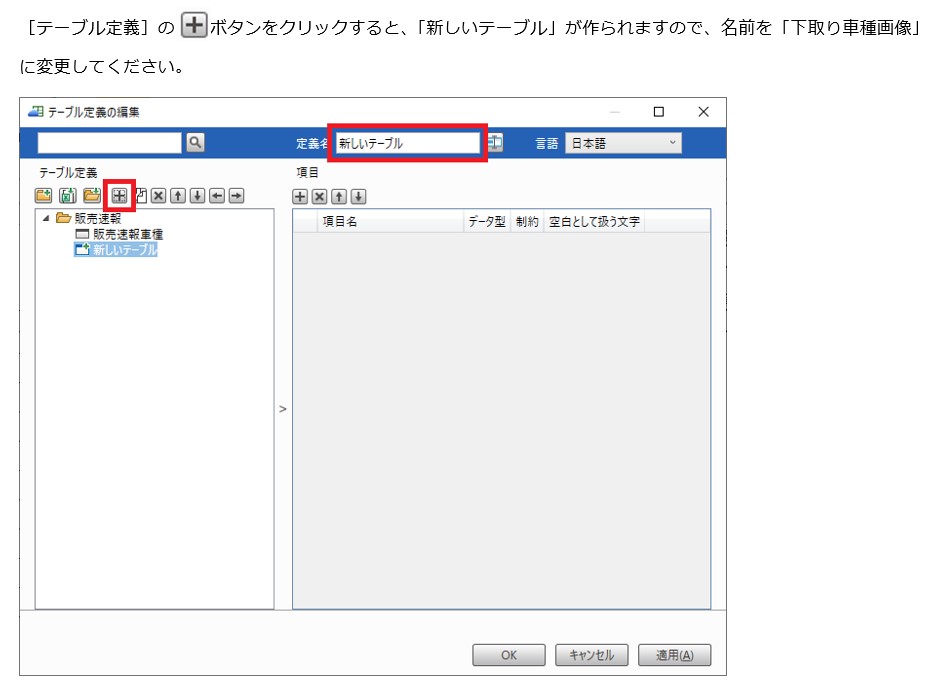 ［テーブル定義］の ボタンをクリックすると、「新しいテーブル」が作られますので、名前を「下取り車種画像」
に変更してください。
テーブル定義の編集
定義名 新しいテーブル 言語 日本語
テーブル定義 項目
項目名 データ型 制約 空白として扱う文字
販売速報
販売速報車種
新しいテーブル
>
OK キャンセル 適用(A)